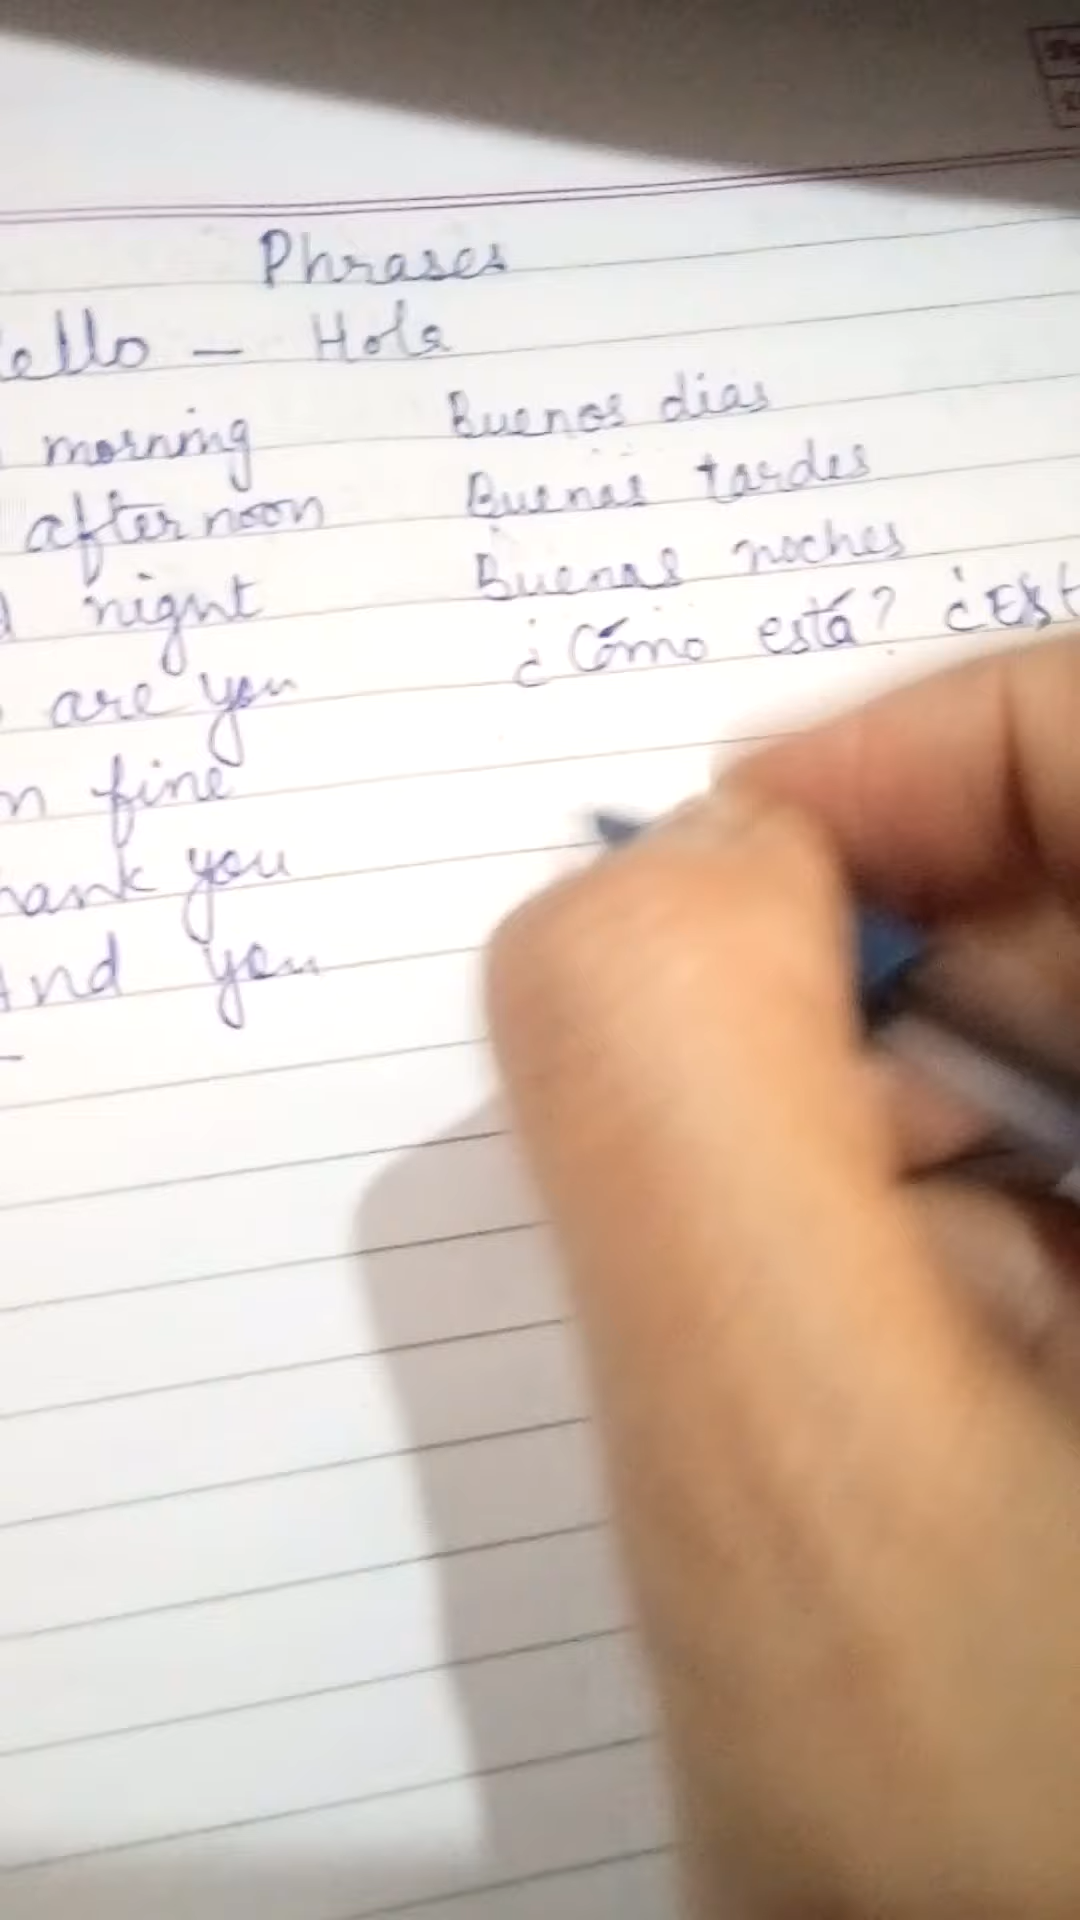 Phrases
ello - Hola
morning Buenos dias
afternoon Buenas tardes
d night Buenas noches
are you ¿Cómo está? ¿Est
m fine
hank you
And you